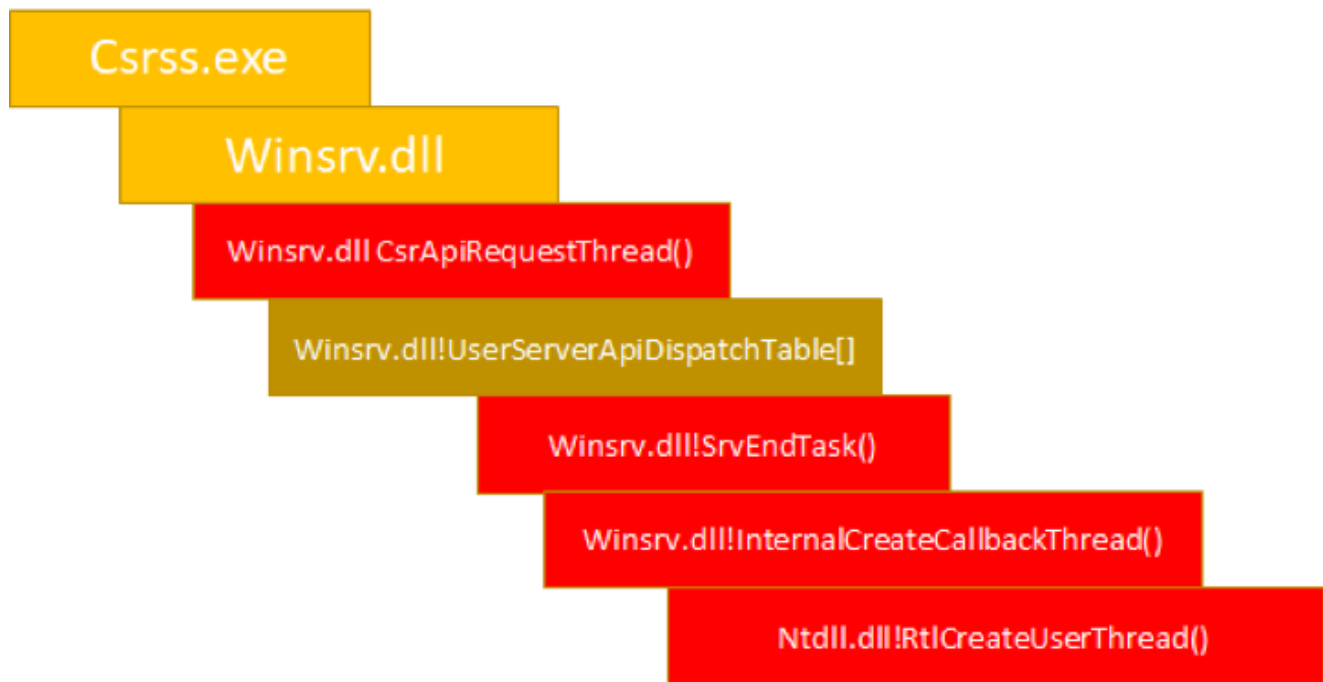 Csrss.exe
Winsrv.dll
Winsrv.dll CsrApiRequestThread()
Winsrv.dll!UserServerApiDispatchTable[]
Winsrv.dll!SrvEndTask()
Winsrv.dll!InternalCreateCallbackThread()
Ntdll.dll!RtlCreateUserThread()